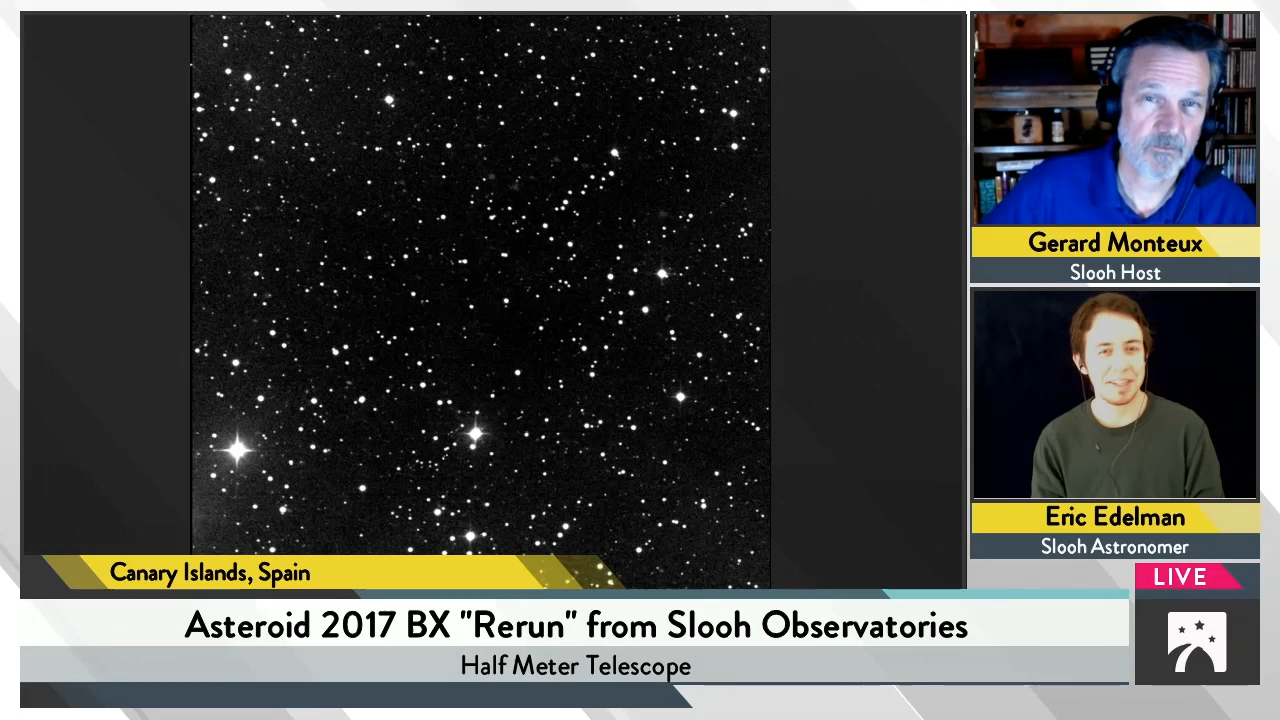 Gerard Monteux
Slooh Host
Eric Edelman
Slooh Astronomer
Canary Islands, Spain
LIVE
Asteroid 2017 BX "Rerun" from Slooh Observatories
Half Meter Telescope